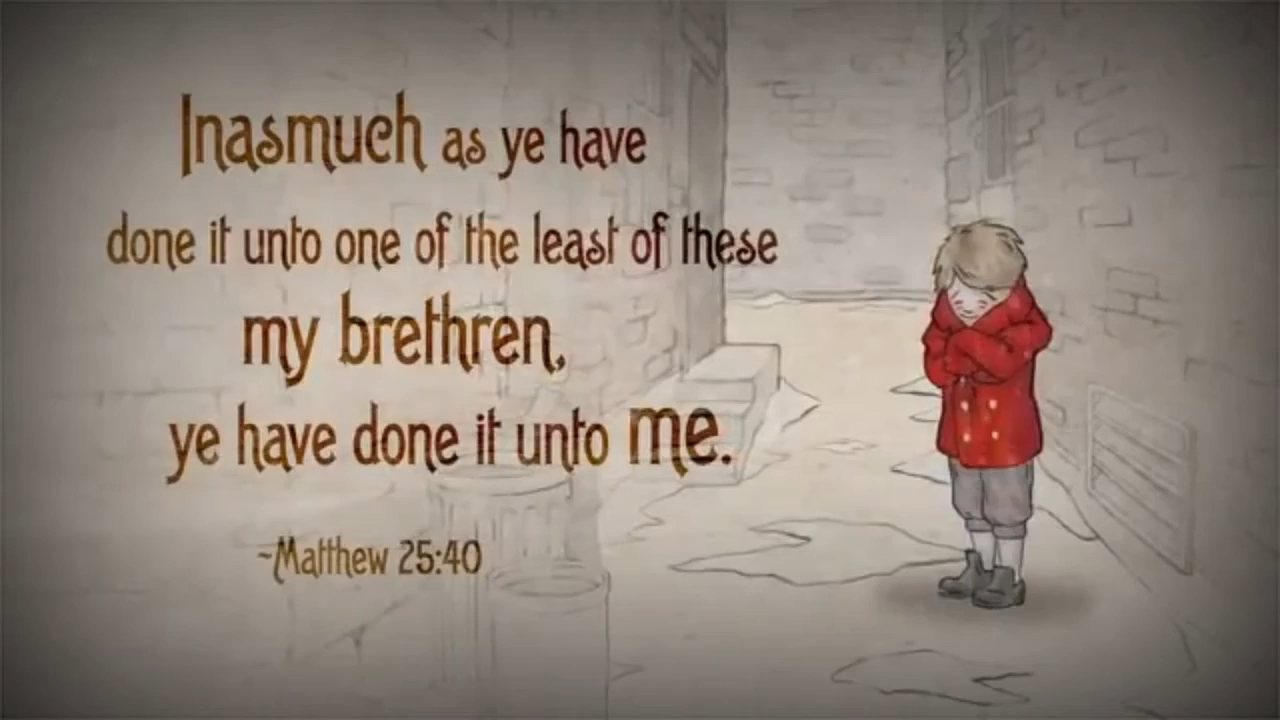 Inasmuch as ye have
done it unto one of the least of these
my brethren,
ye have done it unto me.
~Matthew 25:40